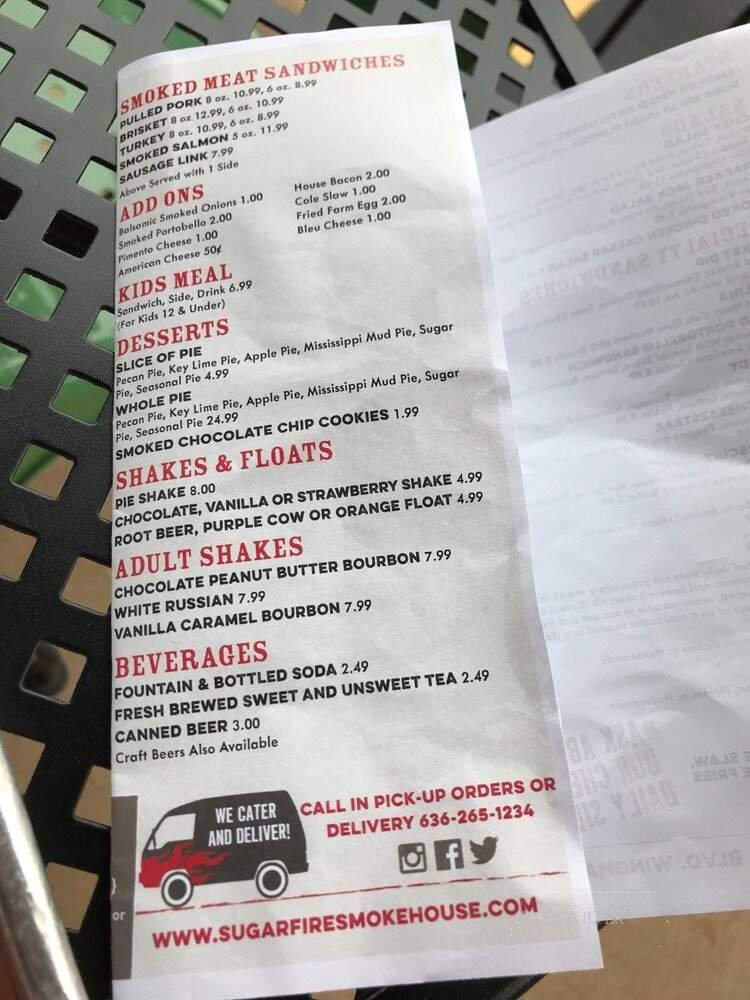 SMOKED MEAT SANDWICHES
PULLED PORK 8 oz. 10.99, 6 oz. 8.99
BRISKET 8 oz 12.99, 6 oz. 10.99
TURKEY 8 oz. 10.99, 6 oz. 8.99
SMOKED SALMON 5 oz. 11.99
SAUSAGE LINK 7.99
Above Served with 1 Side
ADD ONS
Balsamic Smoked Onions 1.00
Smoked Portobello 2.00
Pimento Cheese 1.00
American Cheese 50¢
House Bacon 2.00
Cole Slaw 1.00
Fried Farm Egg 2.00
Bleu Cheese 1.00
KIDS MEAL
Sandwich, Side, Drink 6.99
(For Kids 12 & Under)
DESSERTS
SLICE OF PIE
Pecan Pie, Key Lime Pie, Apple Pie, Mississippi Mud Pie, Sugar
Pie, Seasonal Pie 4.99
WHOLE PIE
Pecan Pie, Key Lime Pie, Apple Pie, Mississippi Mud Pie, Sugar
Pie, Seasonal Pie 24.99
SMOKED CHOCOLATE CHIP COOKIES 1.99
SHAKES & FLOATS
PIE SHAKE 8.00
CHOCOLATE, VANILLA OR STRAWBERRY SHAKE 4.99
ROOT BEER, PURPLE COW OR ORANGE FLOAT 4.99
ADULT SHAKES
CHOCOLATE PEANUT BUTTER BOURBON 7.99
WHITE RUSSIAN 7.99
VANILLA CARAMEL BOURBON 7.99
BEVERAGES
FOUNTAIN & BOTTLED SODA 2.49
FRESH BREWED SWEET AND UNSWEET TEA 2.49
CANNED BEER 3.00
Craft Beers Also Available
WE CATER
AND DELIVER!
CALL IN PICK-UP ORDERS OR
DELIVERY 636-265-1234
or
WWW.SUGARFIRESMOKEHOUSE.COM